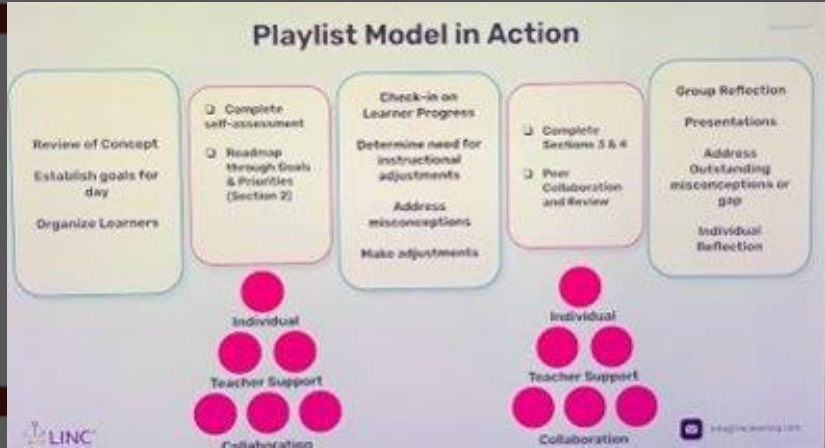 Playlist Model in Action
Review of Concept
Establish goals for
day
Organize Learners
Complete
self-assessment
Roadmap
through Goals
& Priorities
(Section 2)
Check-in on
Learner Progress
Determine need for
instructional
adjustments
Address
misconceptions
Make adjustments
Complete
Sections 3 & 4
Peer
Collaboration
and Review
Group Reflection
Presentations
Address
Outstanding
misconceptions or
gap
Individual
Reflection
Individual
Teacher Support
Collaboration
Individual
Teacher Support
Collaboration
LINC